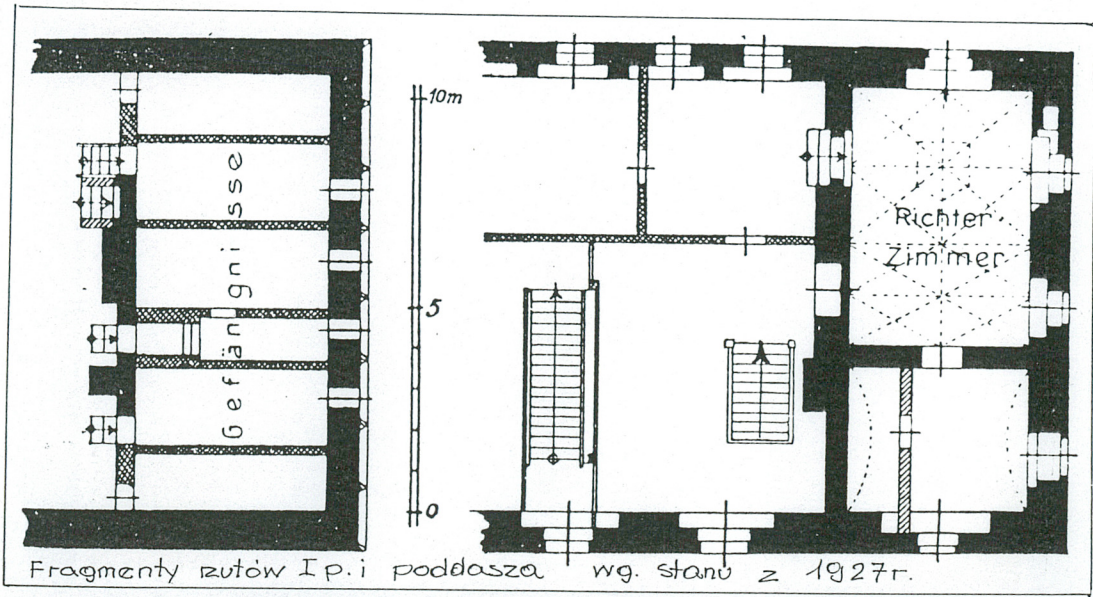 Gefängnisse
10m
5
0
Richter
Zimmer
Fragmenty rzutów I p. i poddasza wg. stanu z 1927r.